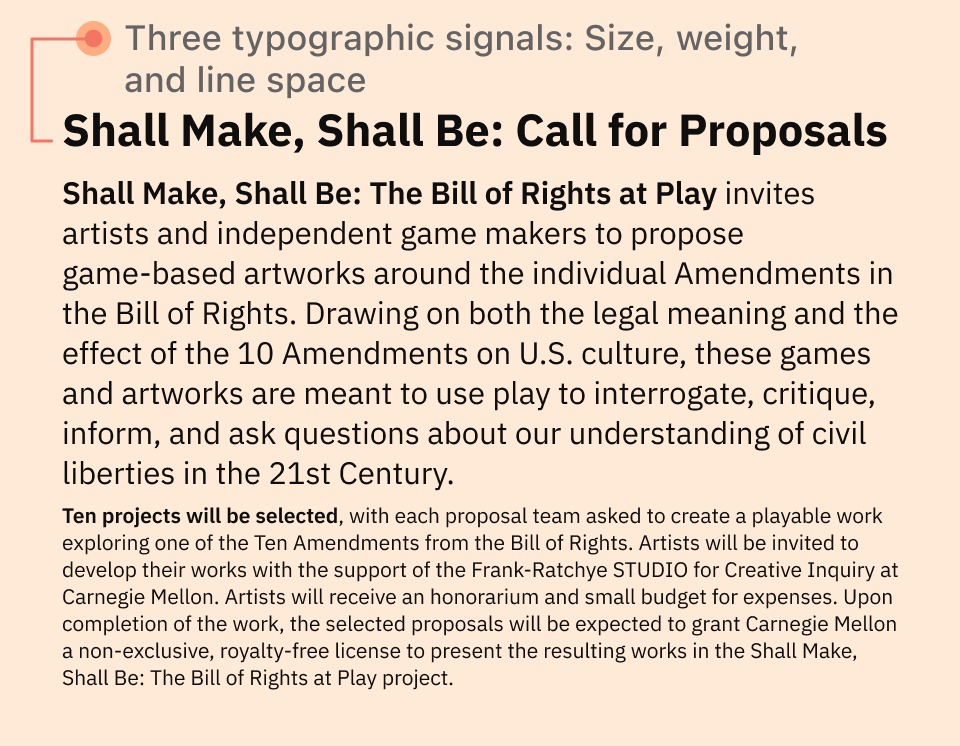 Three typographic signals: Size, weight,
and line space
Shall Make, Shall Be: Call for Proposals
Shall Make, Shall Be: The Bill of Rights at Play invites
artists and independent game makers to propose
game-based artworks around the individual Amendments in
the Bill of Rights. Drawing on both the legal meaning and the
effect of the 10 Amendments on U.S. culture, these games
and artworks are meant to use play to interrogate, critique,
inform, and ask questions about our understanding of civil
liberties in the 21st Century.
Ten projects will be selected, with each proposal team asked to create a playable work
exploring one of the Ten Amendments from the Bill of Rights. Artists will be invited to
develop their works with the support of the Frank-Ratchye STUDIO for Creative Inquiry at
Carnegie Mellon. Artists will receive an honorarium and small budget for expenses. Upon
completion of the work, the selected proposals will be expected to grant Carnegie Mellon
a non-exclusive, royalty-free license to present the resulting works in the Shall Make,
Shall Be: The Bill of Rights at Play project.